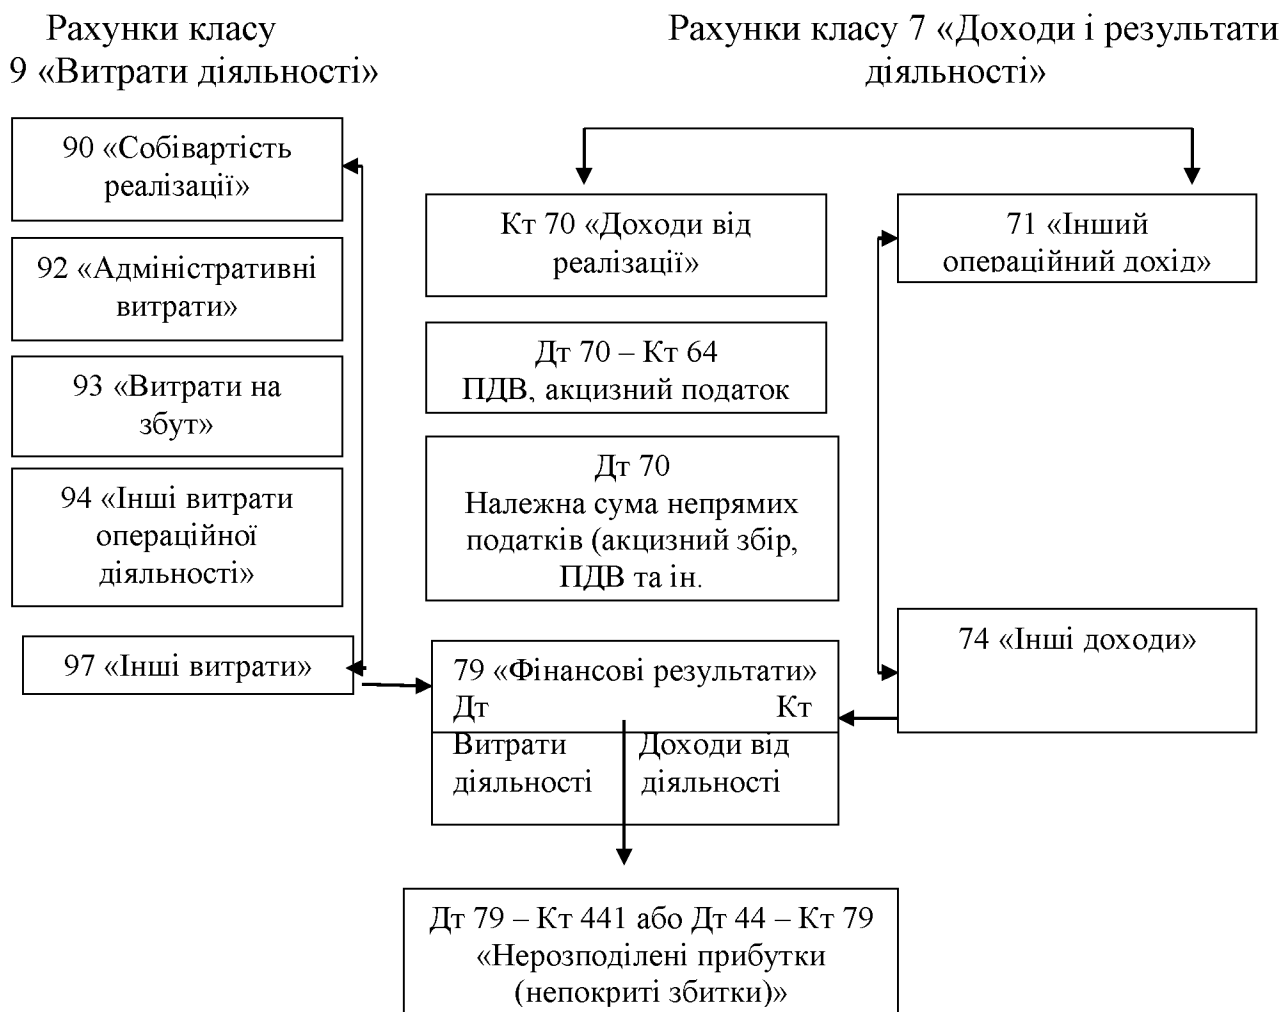 Рахунки класу
9 «Витрати діяльності»
Рахунки класу 7 «Доходи і результати
діяльності»
90 «Собівартість
реалізації»
92 «Адміністративні
витрати»
93 «Витрати на
збут»
94 «Інші витрати
операційної
діяльності»
97 «Інші витрати»
Кт 70 «Доходи від
реалізації»
Дт 70 – Кт 64
ПДВ, акцизний податок
Дт 70
Належна сума непрямих
податків (акцизний збір,
ПДВ та ін.
71 «Інший
операційний дохід»
74 «Інші доходи»
79 «Фінансові результати»
Дт Кт
Витрати
діяльності
Доходи від
діяльності
Дт 79 – Кт 441 або Дт 44 – Кт 79
«Нерозподілені прибутки
(непокриті збитки)»